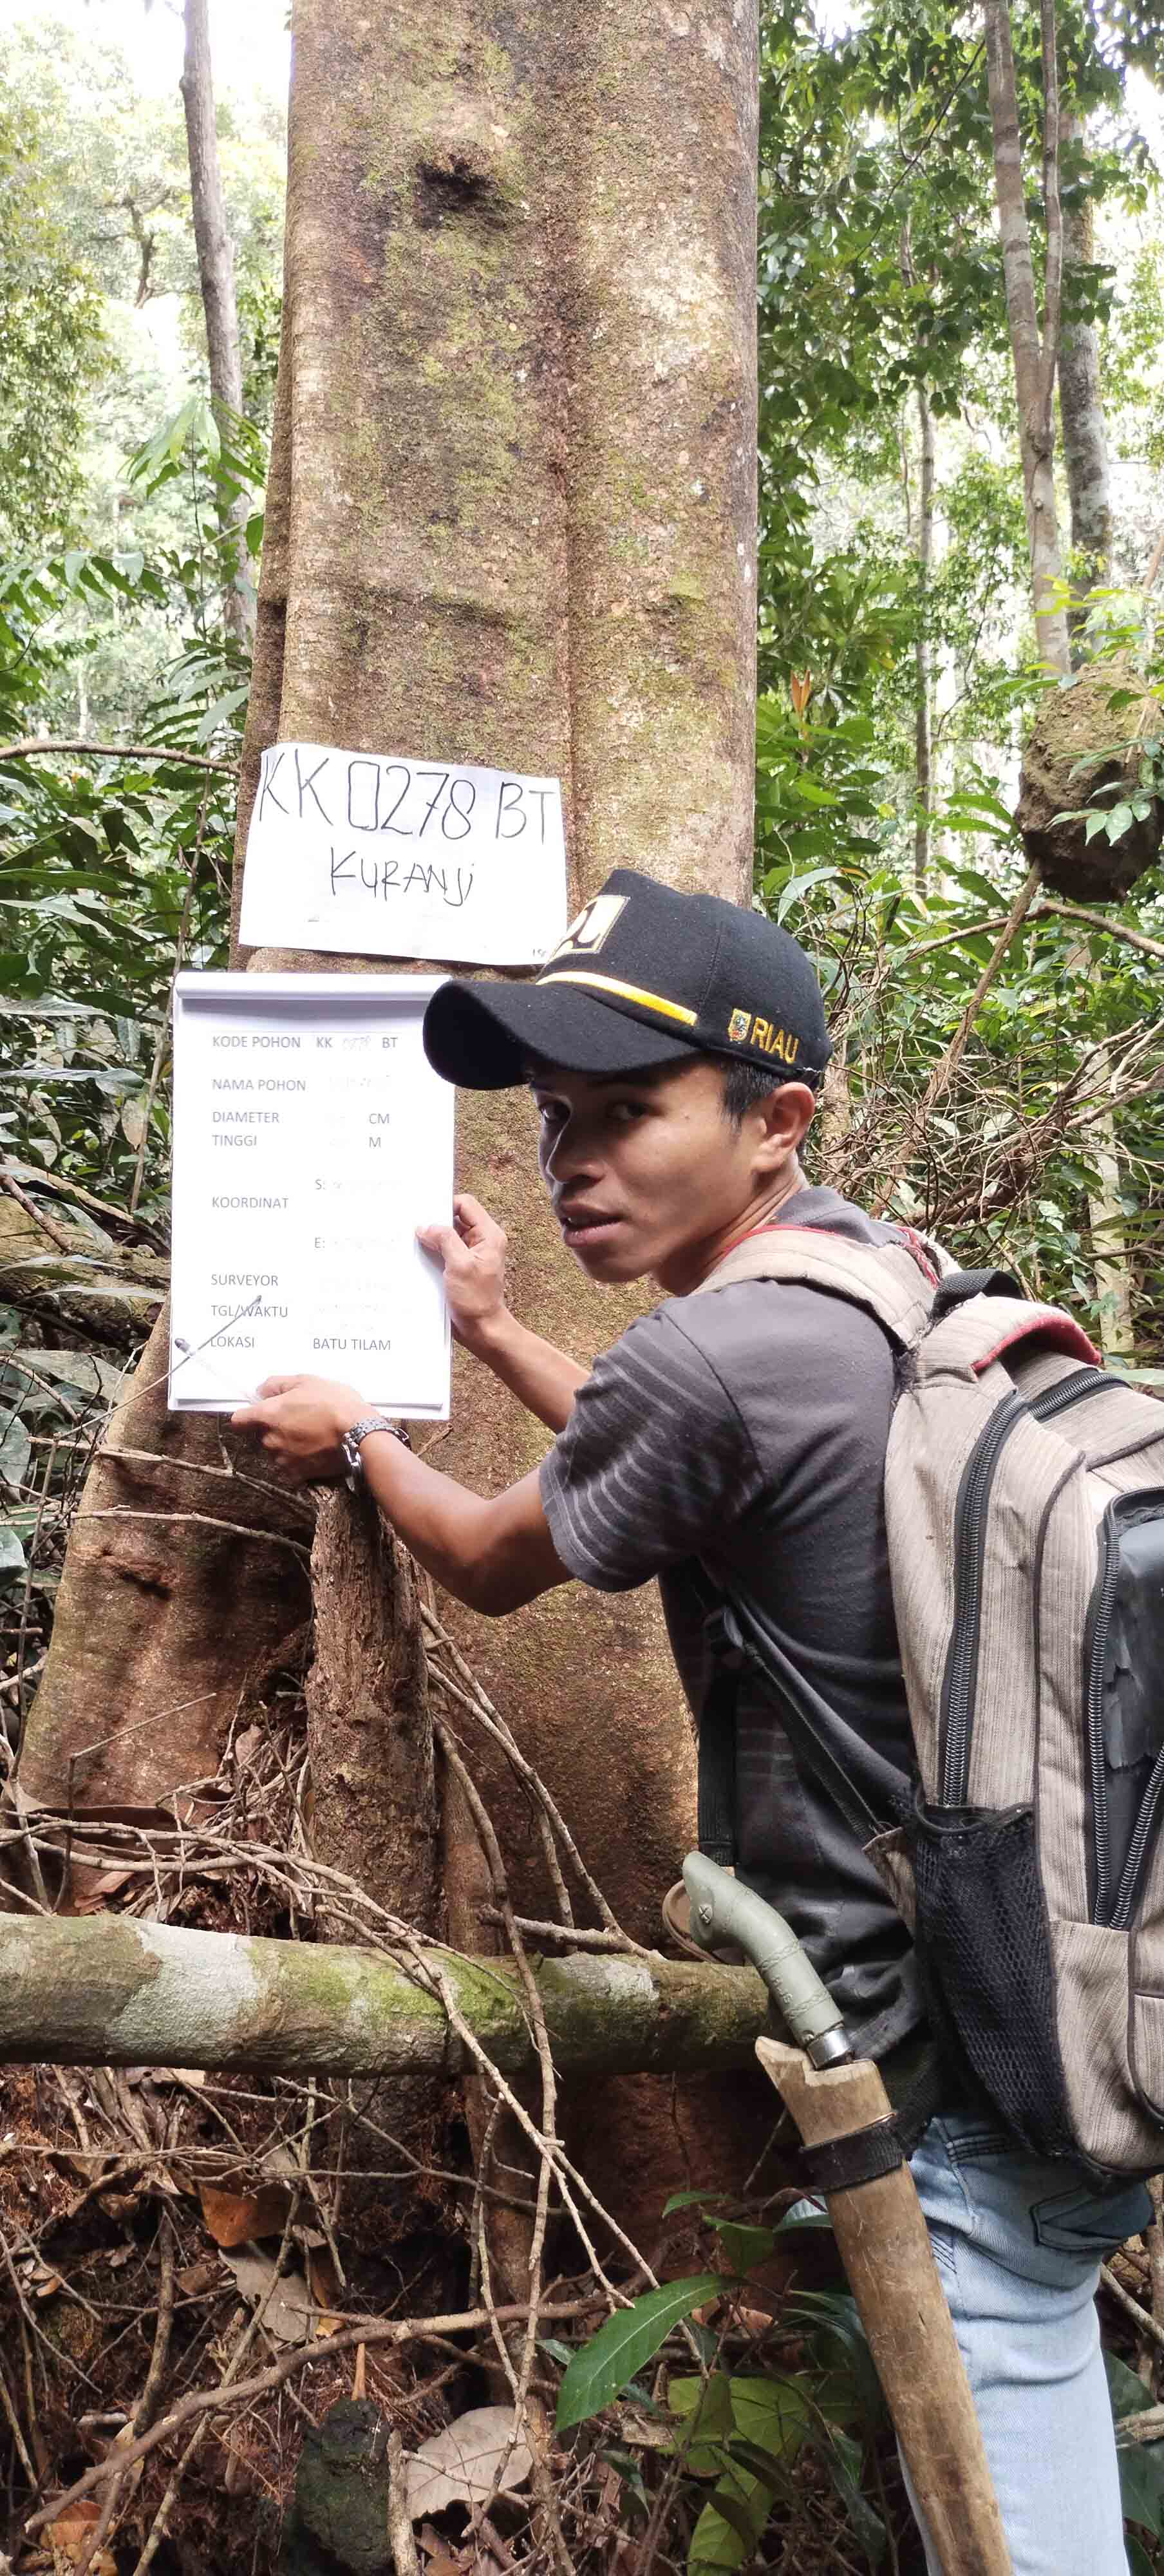 KK 0278 BT
KURANJI
RIAU
KODE POHON KK 0278 BT
NAMA POHON
DIAMETER CM
TINGGI M
S:
KOORDINAT
E:
SURVEYOR
TGL/WAKTU
LOKASI BATU TILAM